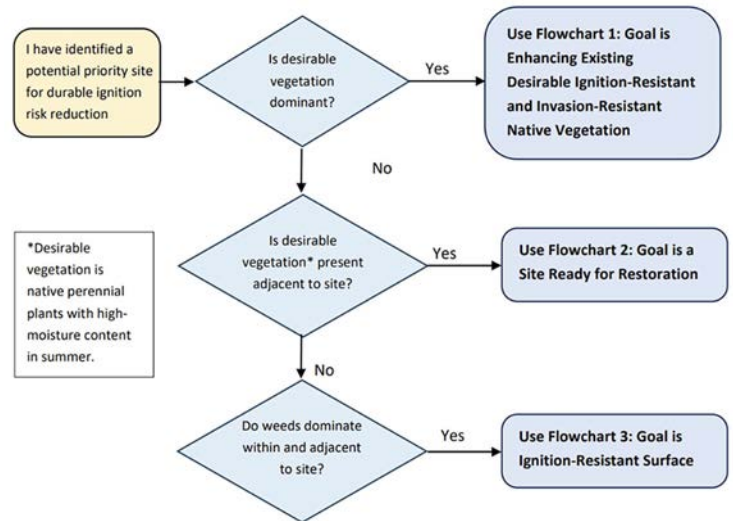 I have identified a
potential priority site
for durable ignition
risk reduction
Is desirable
vegetation
dominant?
Yes
Use Flowchart 1: Goal is
Enhancing Existing
Desirable Ignition-Resistant
and Invasion-Resistant
Native Vegetation
No
*Desirable
vegetation is
native perennial
plants with high-
moisture content
in summer.
Is desirable
vegetation* present
adjacent to site?
Yes
Use Flowchart 2: Goal is a
Site Ready for Restoration
No
Do weeds dominate
within and adjacent
to site?
Yes
Use Flowchart 3: Goal is
Ignition-Resistant Surface